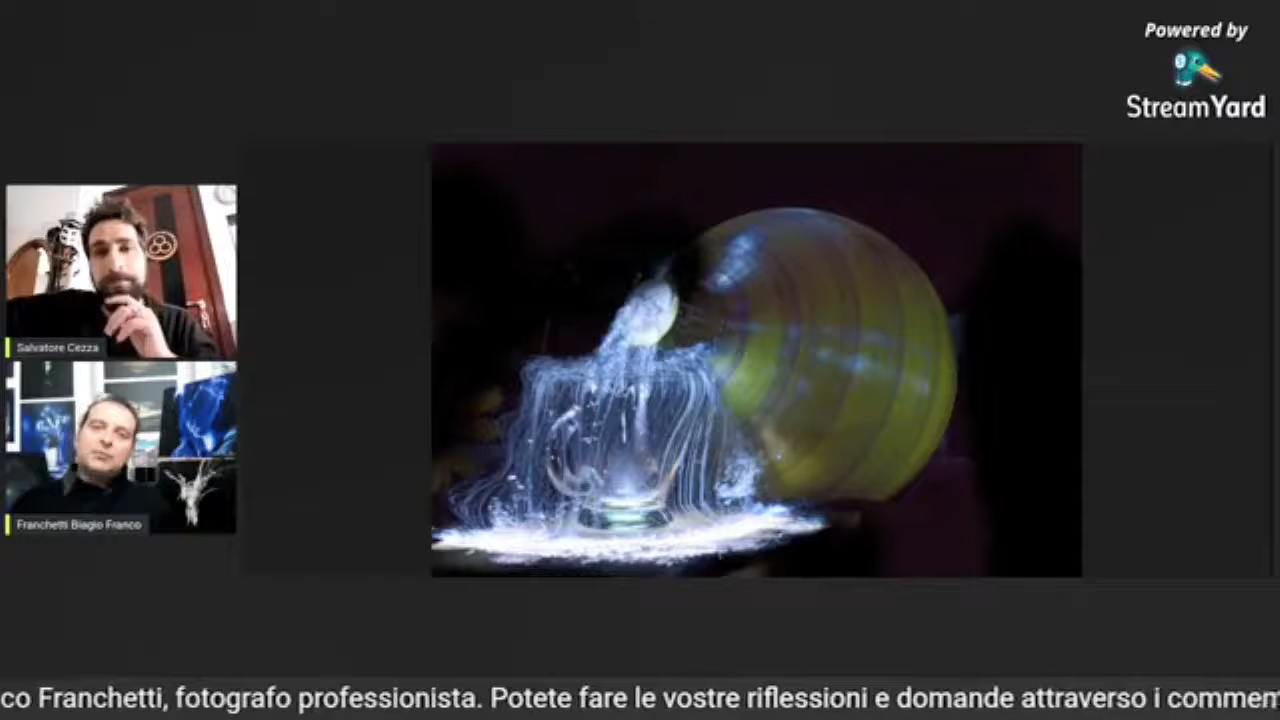 Powered by
StreamYard
Salvatore Cezza
Franchetti Biagio Franco
co Franchetti, fotografo professionista. Potete fare le vostre riflessioni e domande attraverso i commen